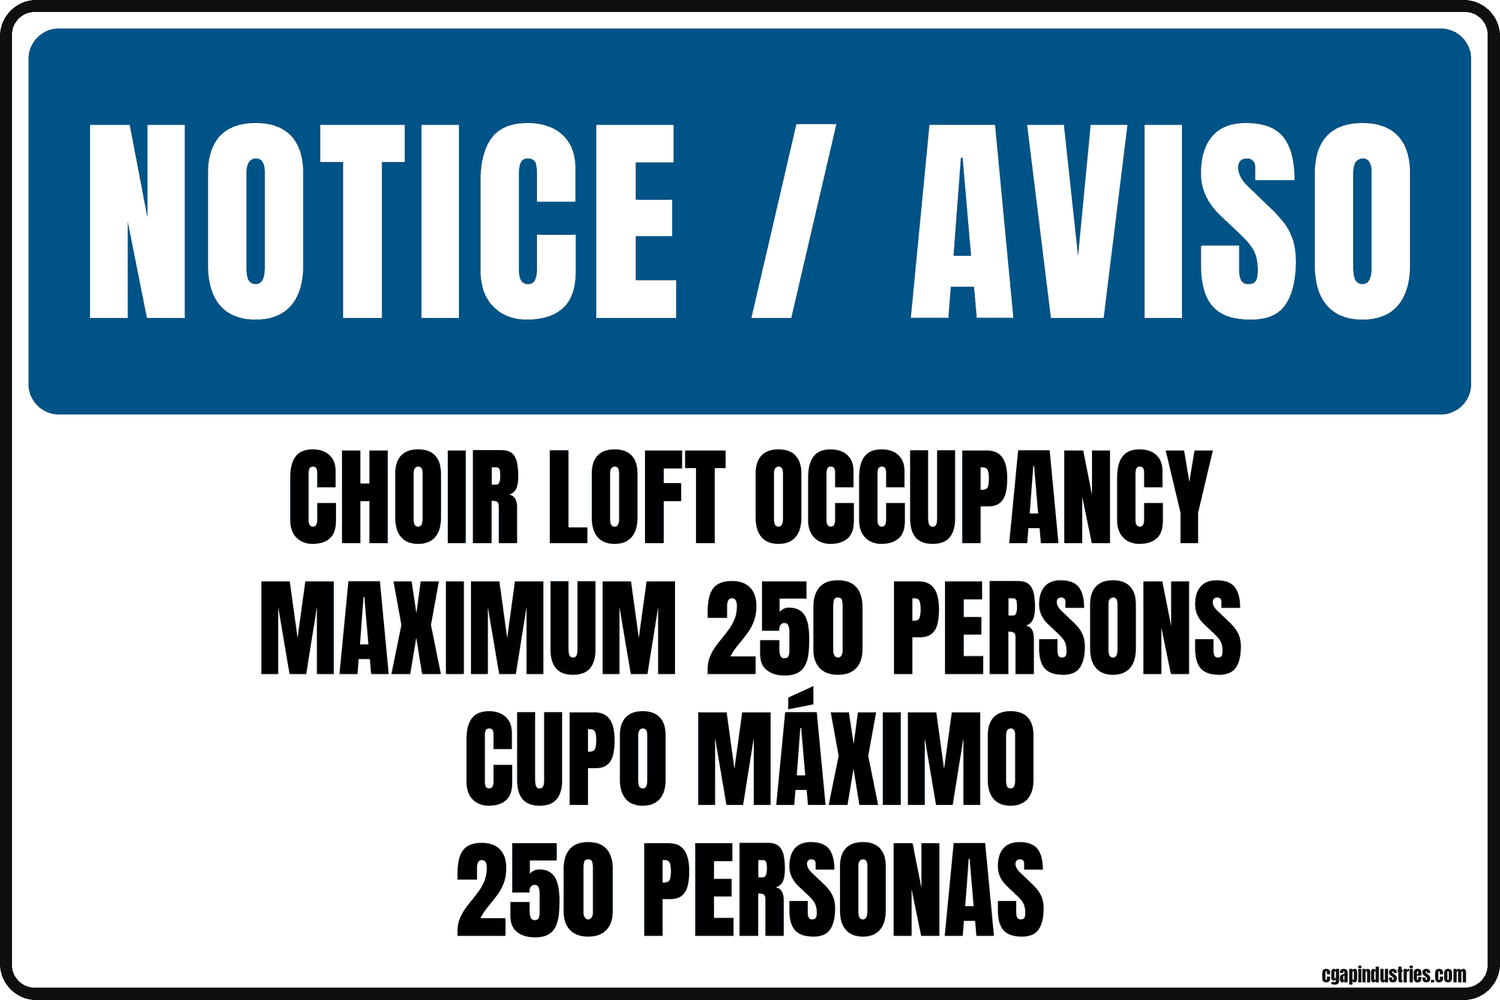 NOTICE / AVISO
CHOIR LOFT OCCUPANCY
MAXIMUM 250 PERSONS
CUPO MÁXIMO
250 PERSONAS
cgapindustries.com